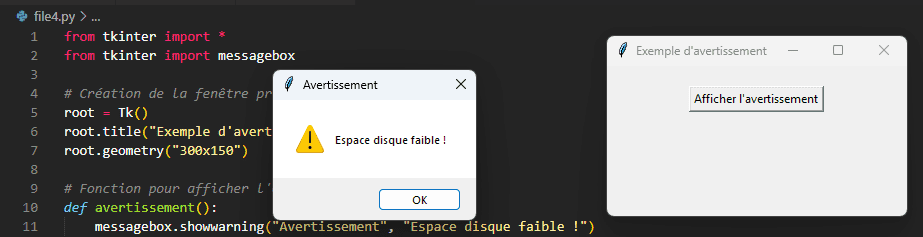 file4.py > ...
1 from tkinter import *
2 from tkinter import messagebox
3
4 # Création de la fenêtre
5 root = Tk()
6 root.title("Exemple
7 root.geometry("300x150")
8
9 # Fonction pour afficher
10 def avertissement():
11 messagebox.showwarning("Avertissement", "Espace disque faible !")
Avertissement
Espace disque faible !
OK
Exemple d'avertissement
Afficher l'avertissement